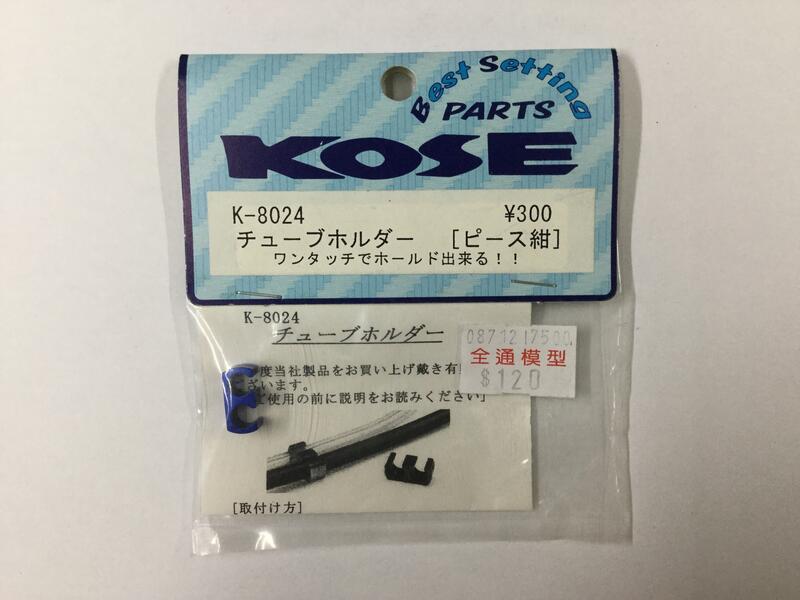 Best Setting
PARTS
KOSE
K-8024 ¥300
チューブホルダー [ピース紺]
ワンタッチでホールド出来る!!
K-8024
チューブホルダー
度当社製品をお買い上げ戴き有
ざいます。
使用の前に説明をお読みください」
[取付け方]
0871217500
全通模型
$120